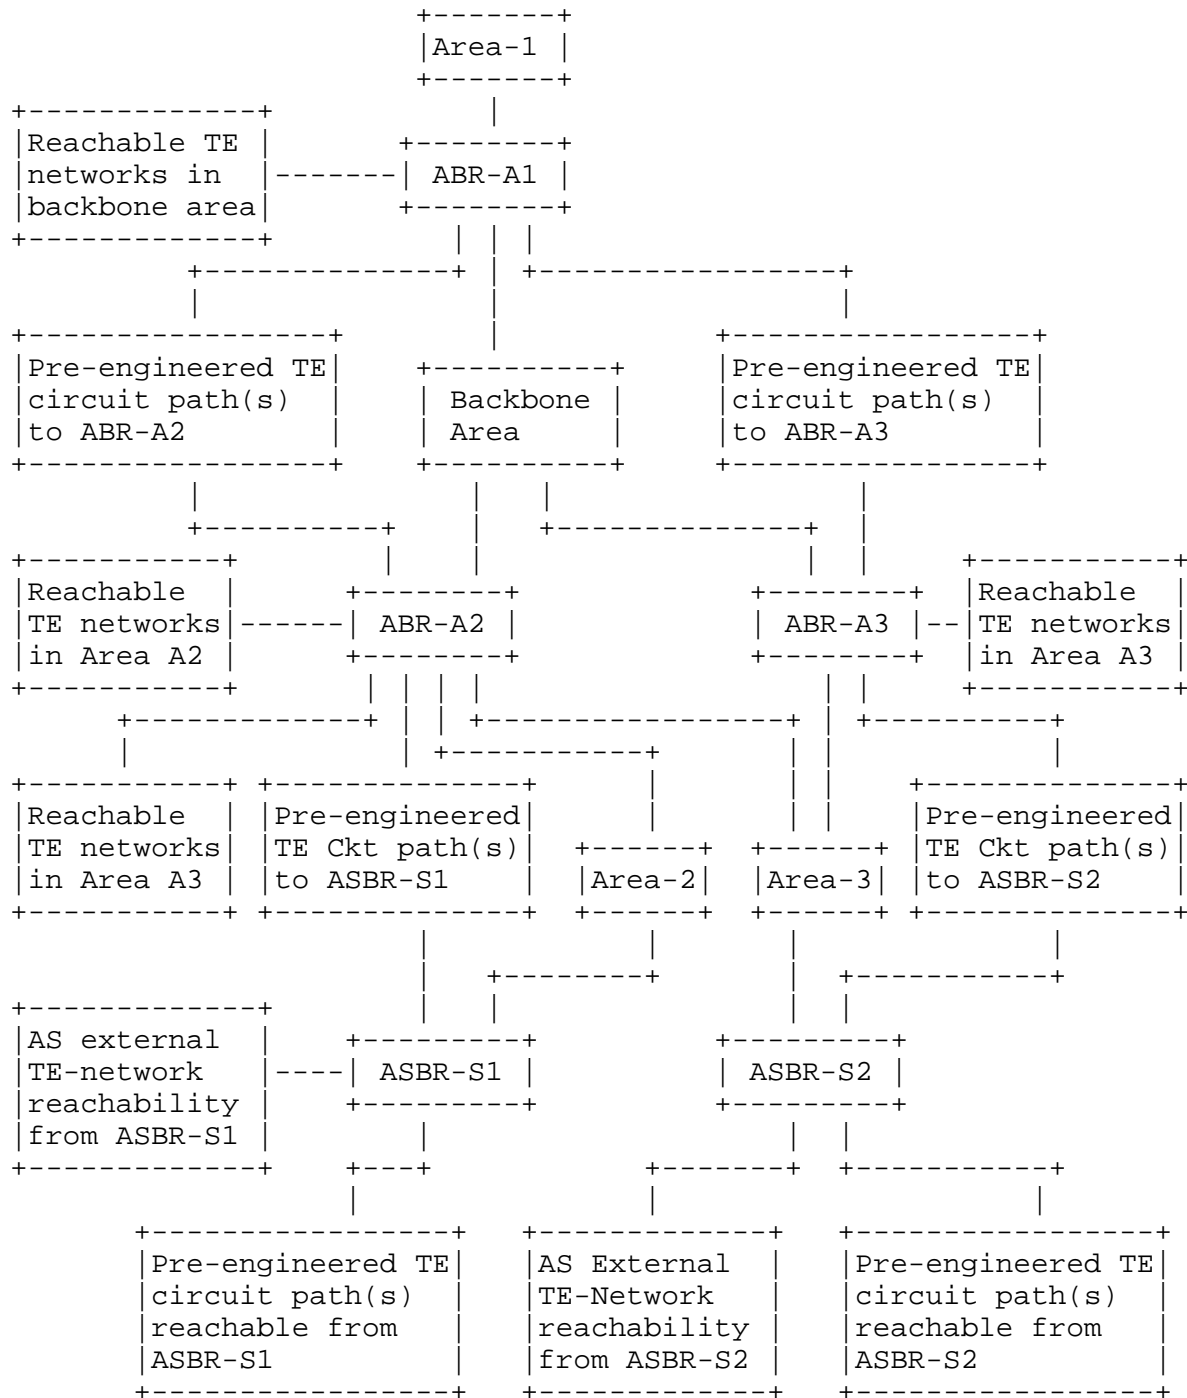 Area-1
Reachable TE
networks in
backbone area
ABR-A1
Pre-engineered TE
circuit path(s)
to ABR-A2
Backbone
Area
Pre-engineered TE
circuit path(s)
to ABR-A3
Reachable
TE networks
in Area A2
ABR-A2
ABR-A3
Reachable
TE networks
in Area A3
Reachable
TE networks
in Area A3
Pre-engineered
TE Ckt path(s)
to ASBR-S1
Area-2
Area-3
Pre-engineered
TE Ckt path(s)
to ASBR-S2
AS external
TE-network
reachability
from ASBR-S1
ASBR-S1
ASBR-S2
Pre-engineered TE
circuit path(s)
reachable from
ASBR-S1
AS External
TE-Network
reachability
from ASBR-S2
Pre-engineered TE
circuit path(s)
reachable from
ASBR-S2